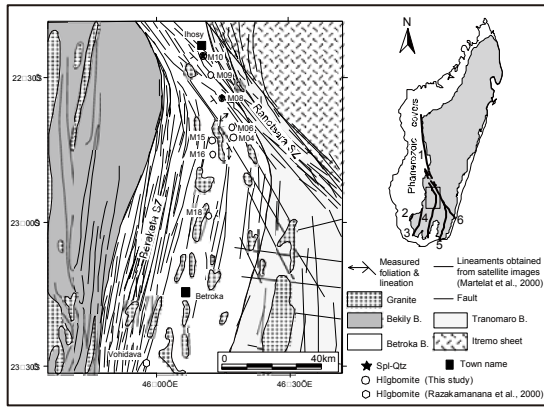 Ihosy
M10
M09
M08
M06
M04
M15
M16
M18
Ranotsara SZ
Beraketa SZ
Betroka
Vohidava
22□30□S
23□00□S
23□30□S
46□00□E
46□30□E
0 40km
N
Phanerozoic covers
1
2
3
4
5
6
Measured foliation & lineation
Lineaments obtained from satellite images (Martelat et al., 2000)
Granite
Fault
Bekily B.
Tranomaro B.
Betroka B.
Itremo sheet
Spl-Qtz
Town name
HΙgbomite (This study)
HΙgbomite (Razakamanana et al., 2000)